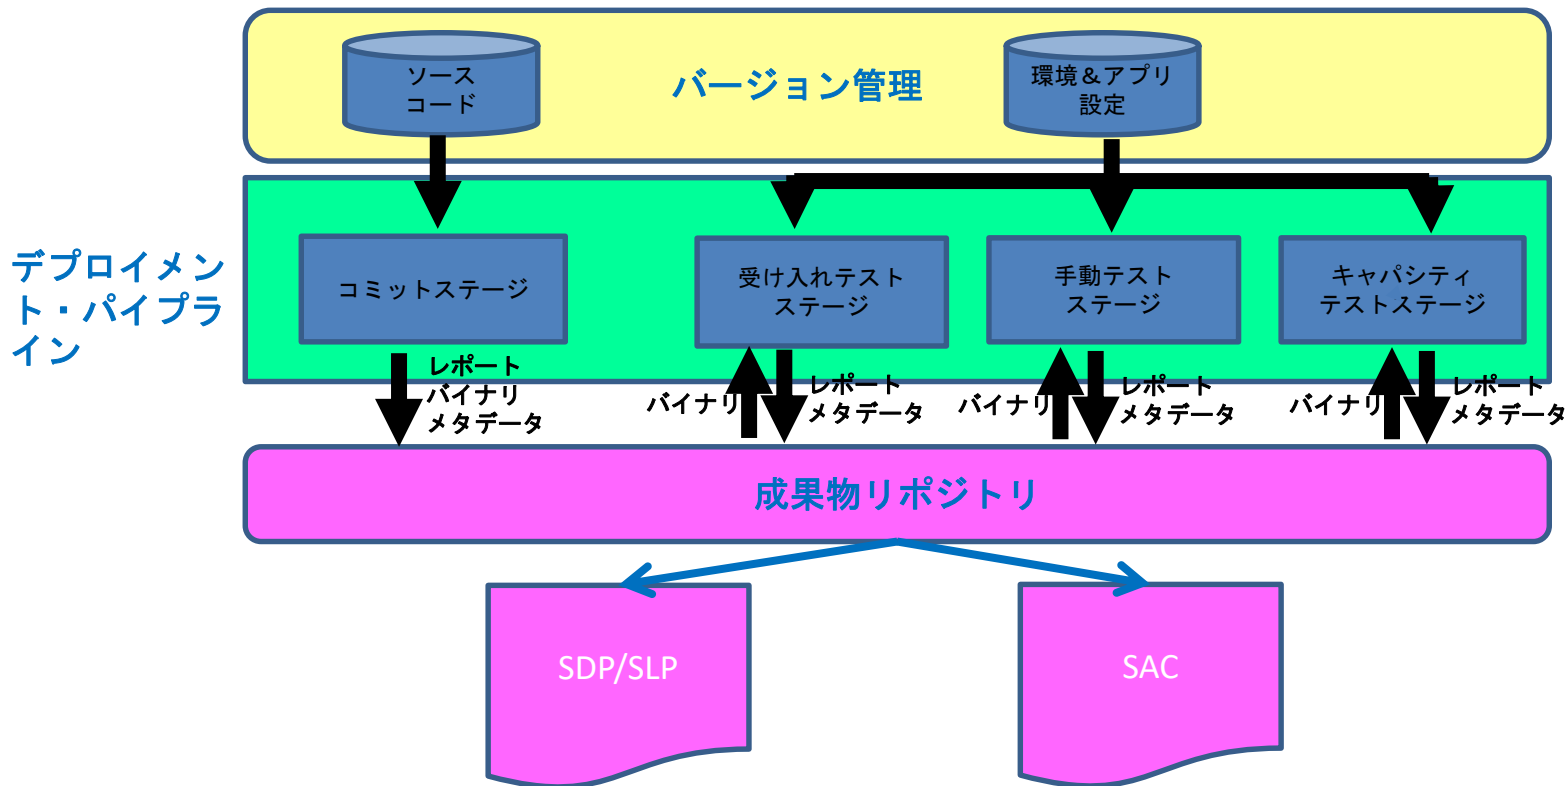 ソース
コード
バージョン管理
環境＆アプリ
設定
デプロイメン
ト・パイプラ
イン
コミットステージ
受け入れテスト
ステージ
手動テスト
ステージ
キャパシティ
テストステージ
レポート
バイナリ
メタデータ
バイナリ
レポート
メタデータ
バイナリ
レポート
メタデータ
バイナリ
レポート
メタデータ
成果物リポジトリ
SDP/SLP
SAC